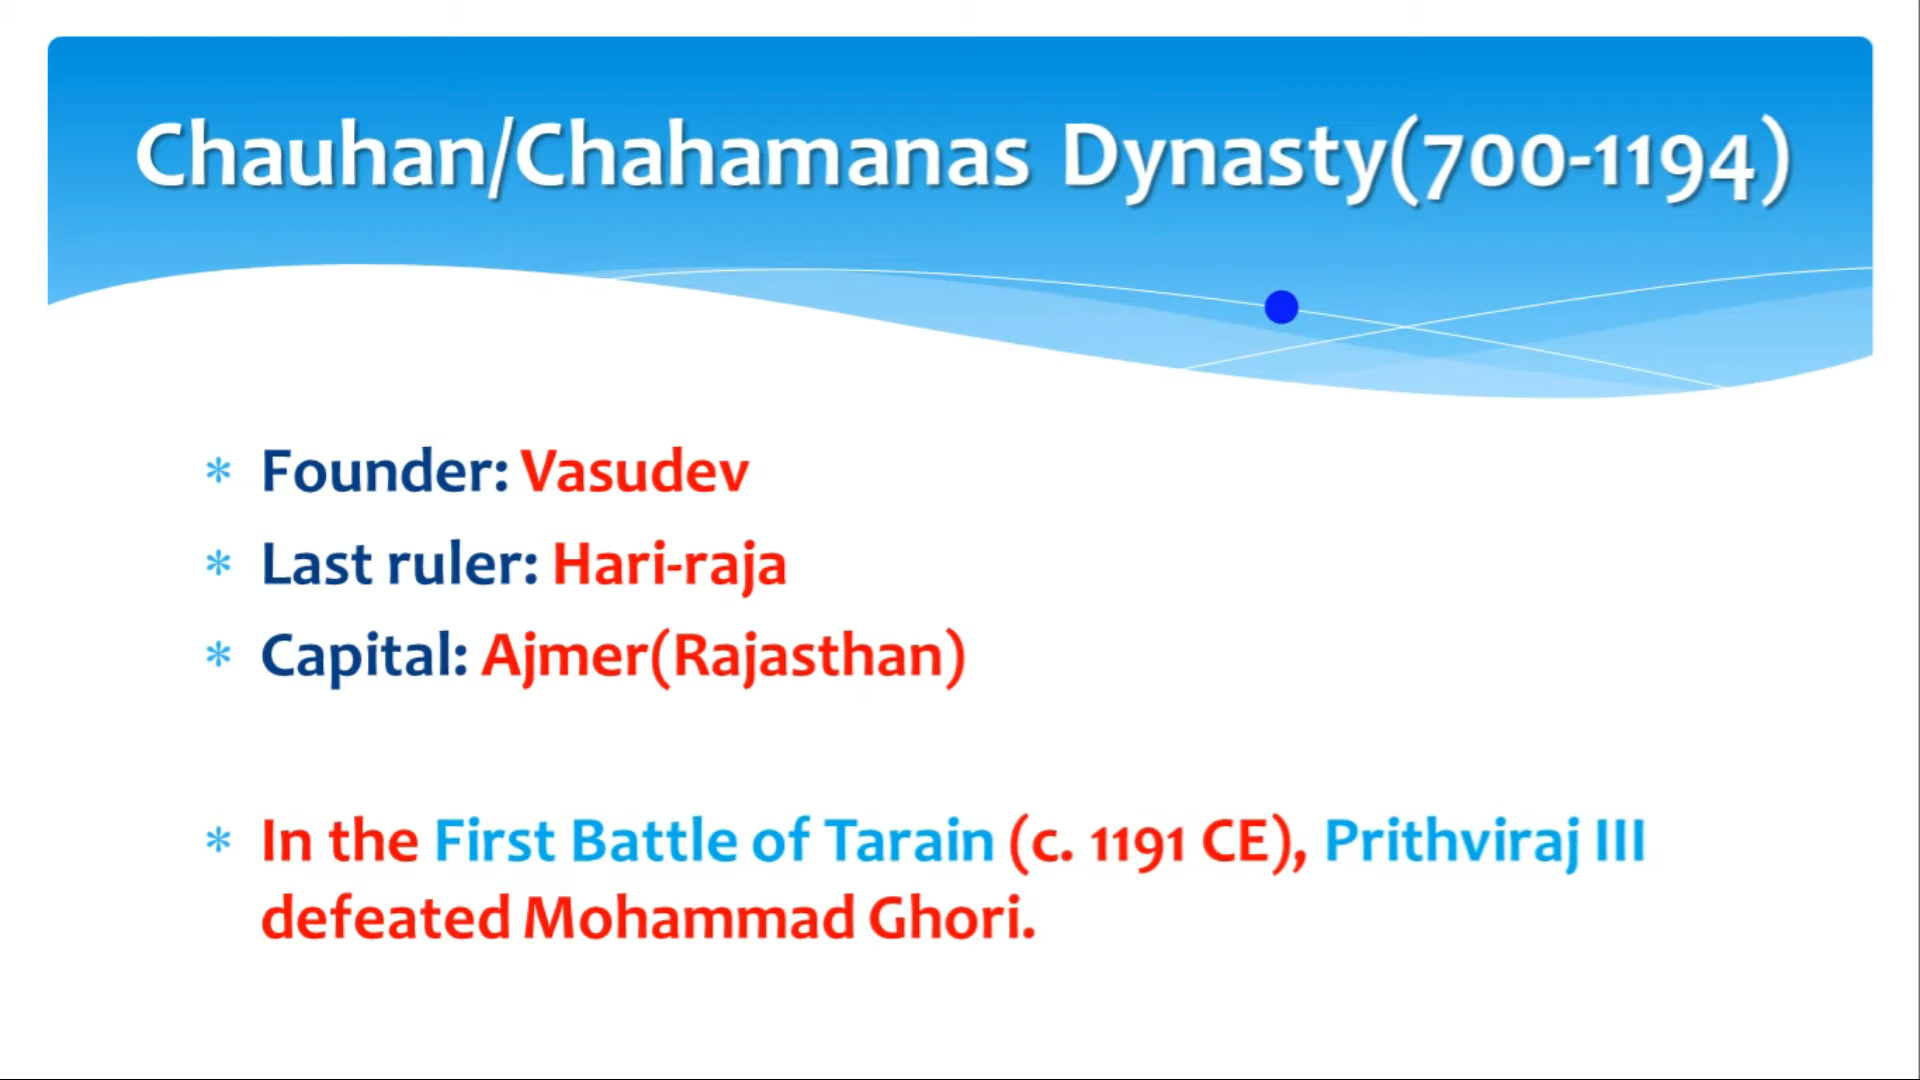 Chauhan/Chahamanas Dynasty(700-1194)
* Founder: Vasudev
* Last ruler: Hari-raja
* Capital: Ajmer(Rajasthan)
* In the First Battle of Tarain (c. 1191 CE), Prithviraj III
defeated Mohammad Ghori.